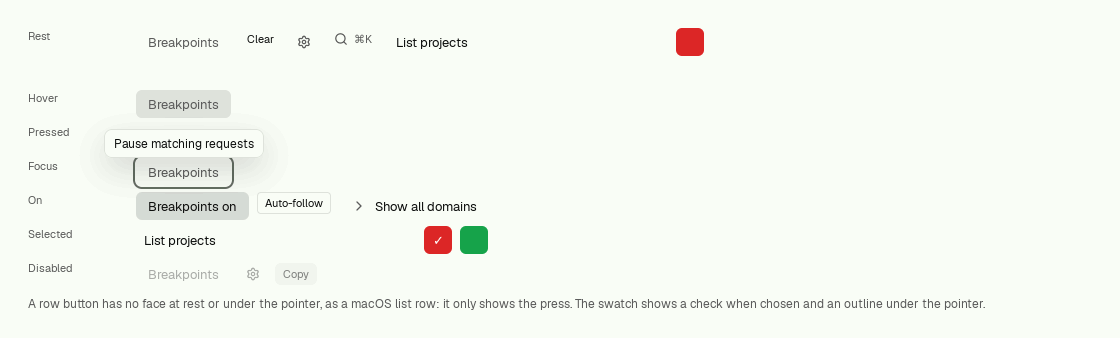 Rest Breakpoints Clear ⌘K List projects
Hover Breakpoints
Pressed
Pause matching requests
Focus Breakpoints
On Breakpoints on Auto-follow Show all domains
Selected List projects ✓
Disabled Breakpoints Copy
A row button has no face at rest or under the pointer, as a macOS list row: it only shows the press. The swatch shows a check when chosen and an outline under the pointer.